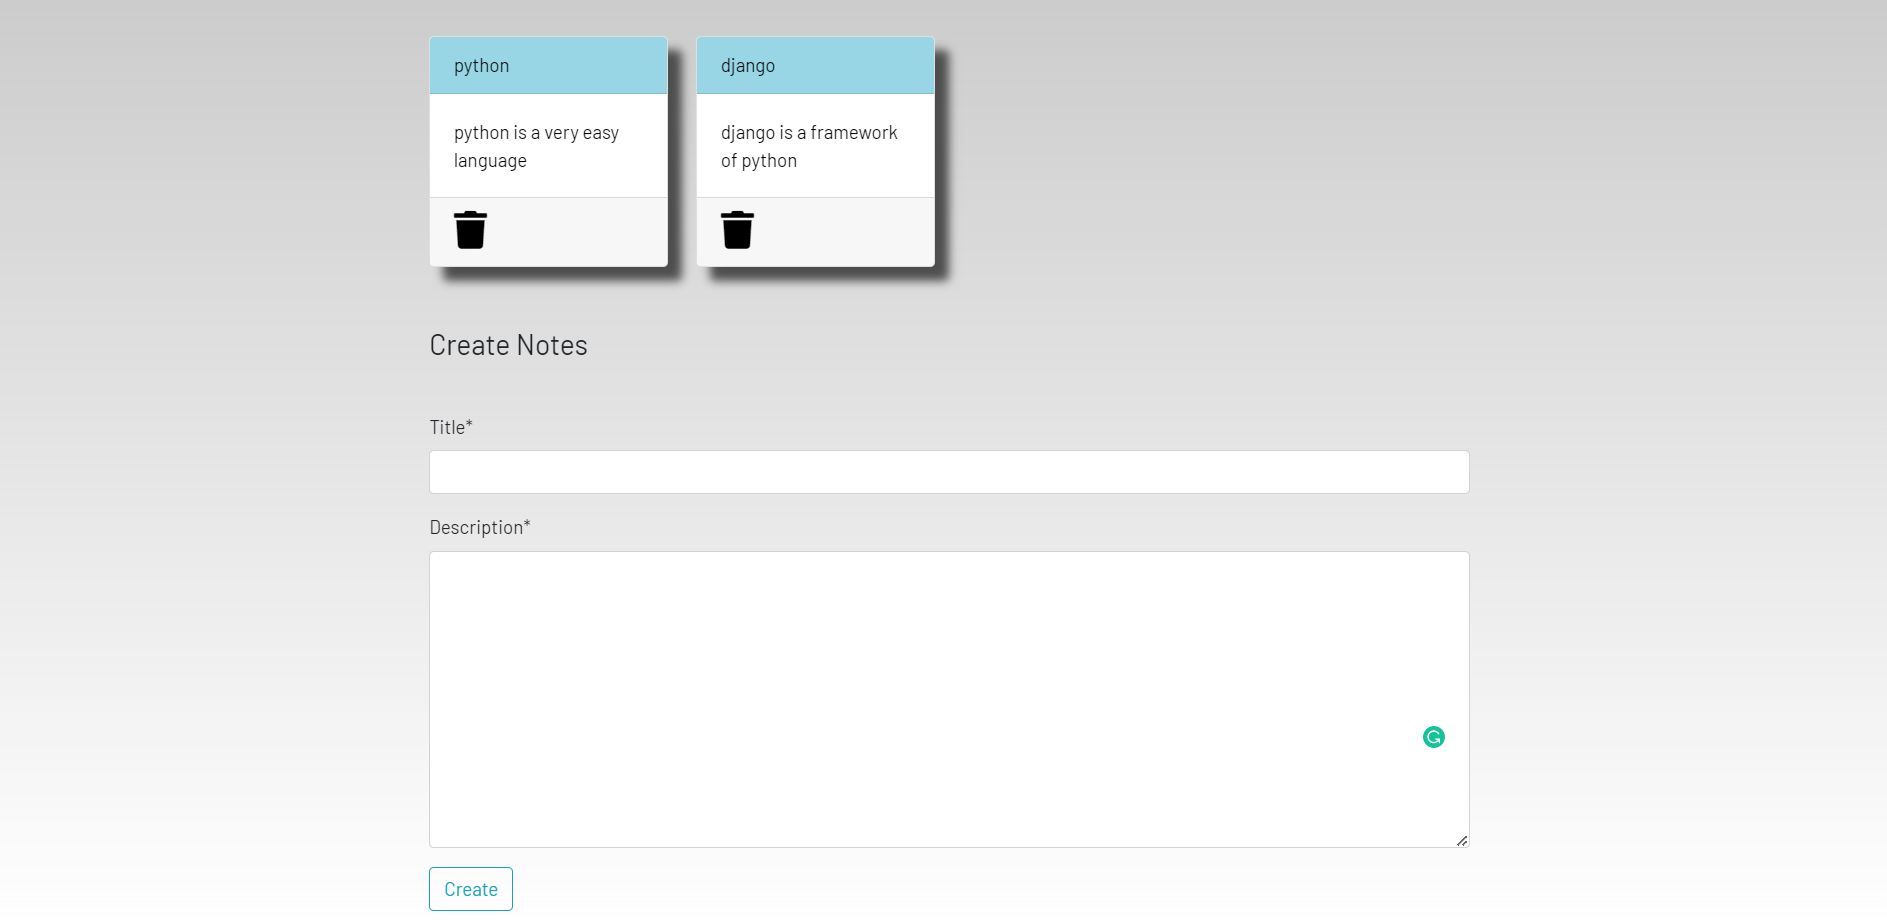 python
django
python is a very easy
language
django is a framework
of python
Create Notes
Title*
Description*
Create